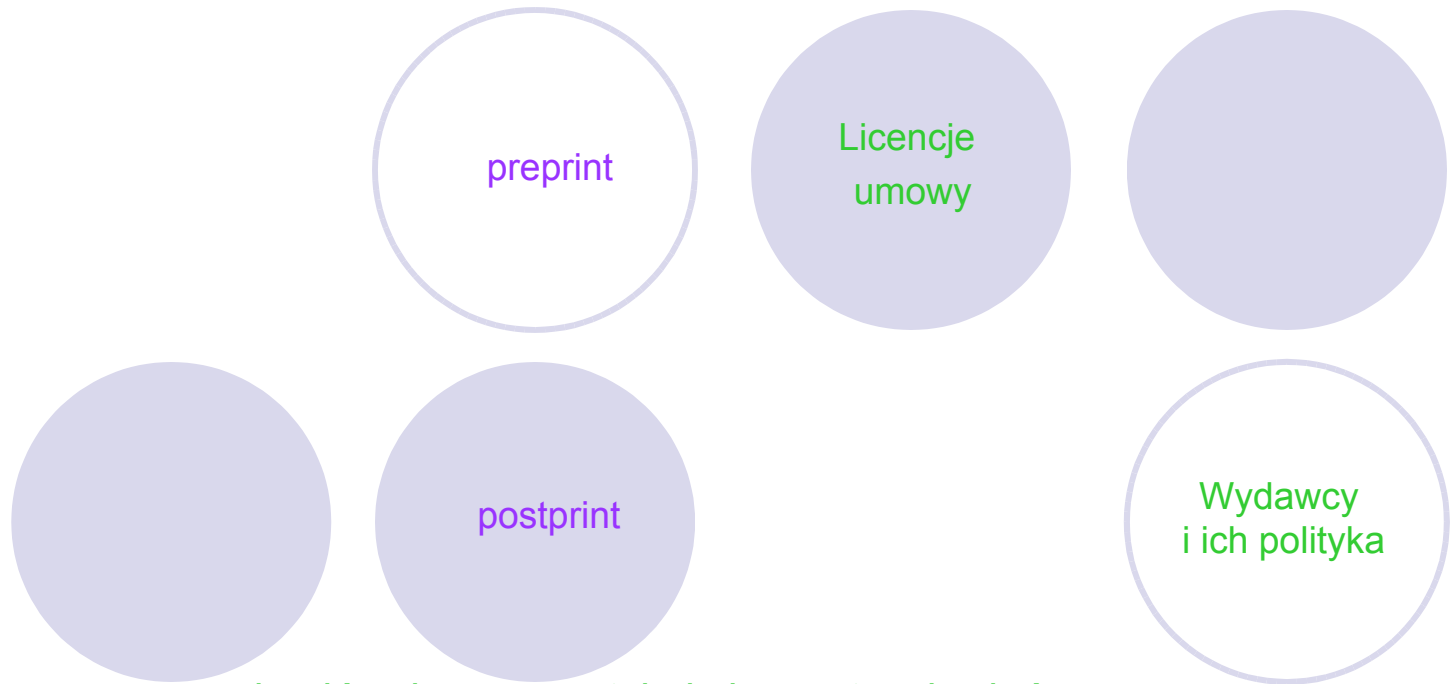 preprint
Licencje
umowy
postprint
Wydawcy
i ich polityka